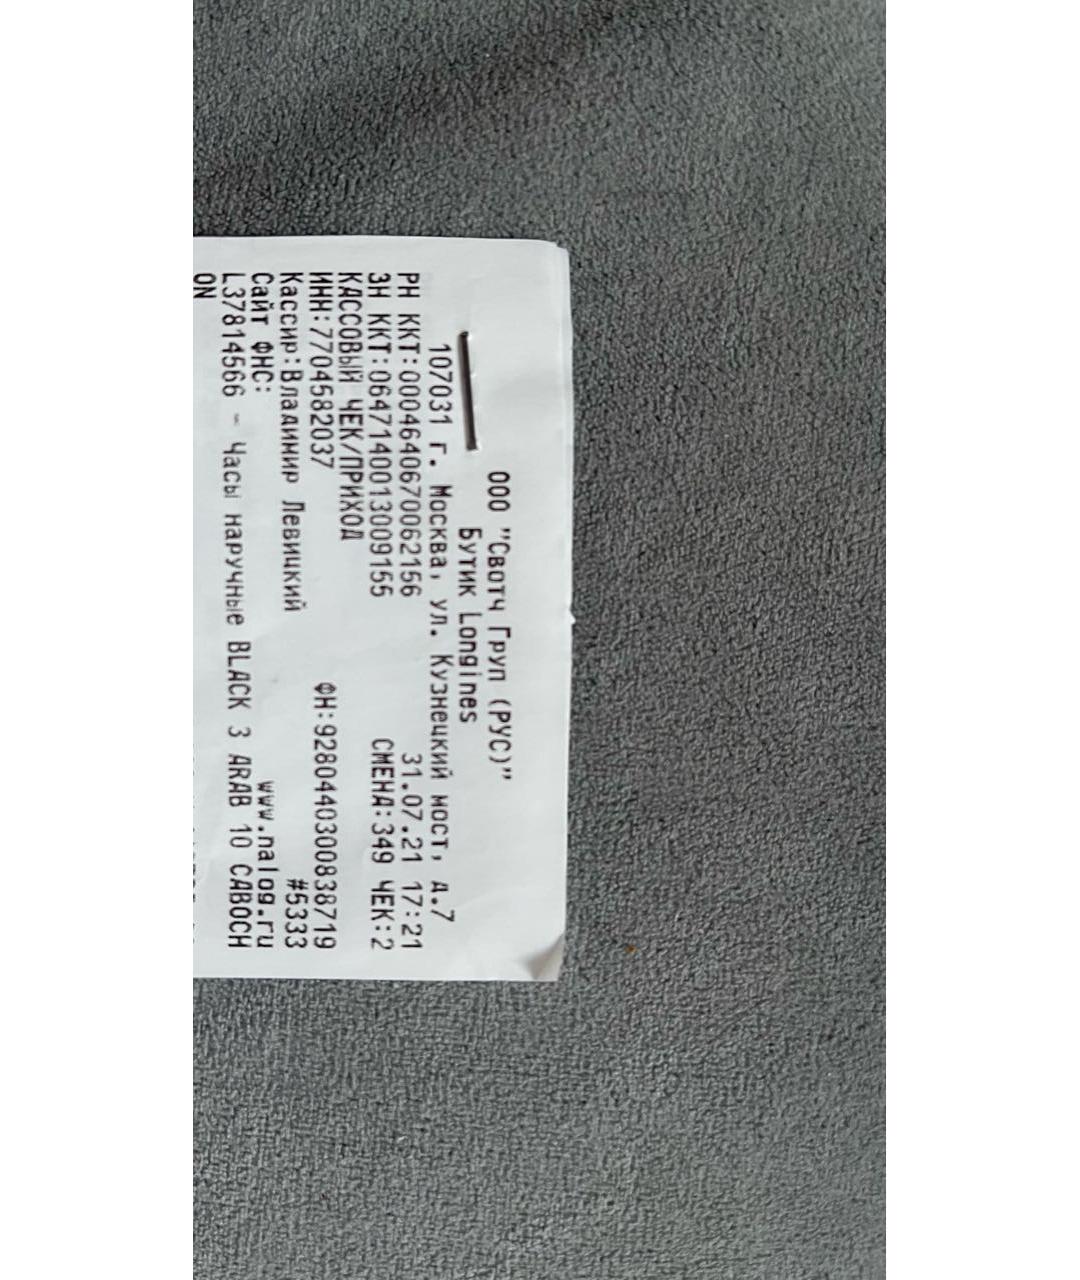 ООО "Свотч Груп (РУС)"
Бутик Longines
107031 г. Москва, ул. Кузнецкий мост, д.7
РН ККТ:0004640670062156 31.07.21 17:21
ЗН ККТ:0647140013009155 СМЕНА:349 ЧЕК:2
КАССОВЫЙ ЧЕК/ПРИХОД
ИНН:7704582037 ФН:9280440300838719
Кассир:Владимир Левицкий #5333
Сайт ФНС: www.nalog.ru
L37814566 - Часы наручные BLACK 3 ARAB 10 CABOCH
ON